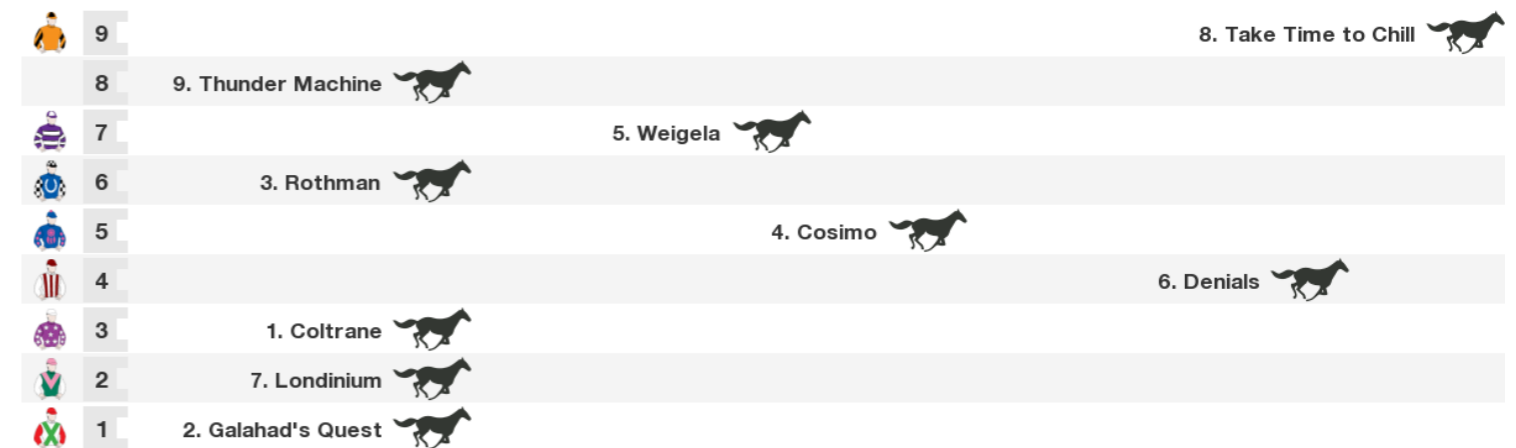 9 8. Take Time to Chill
8 9. Thunder Machine
7 5. Weigela
6 3. Rothman
5 4. Cosimo
4 6. Denials
3 1. Coltrane
2 7. Londinium
1 2. Galahad's Quest